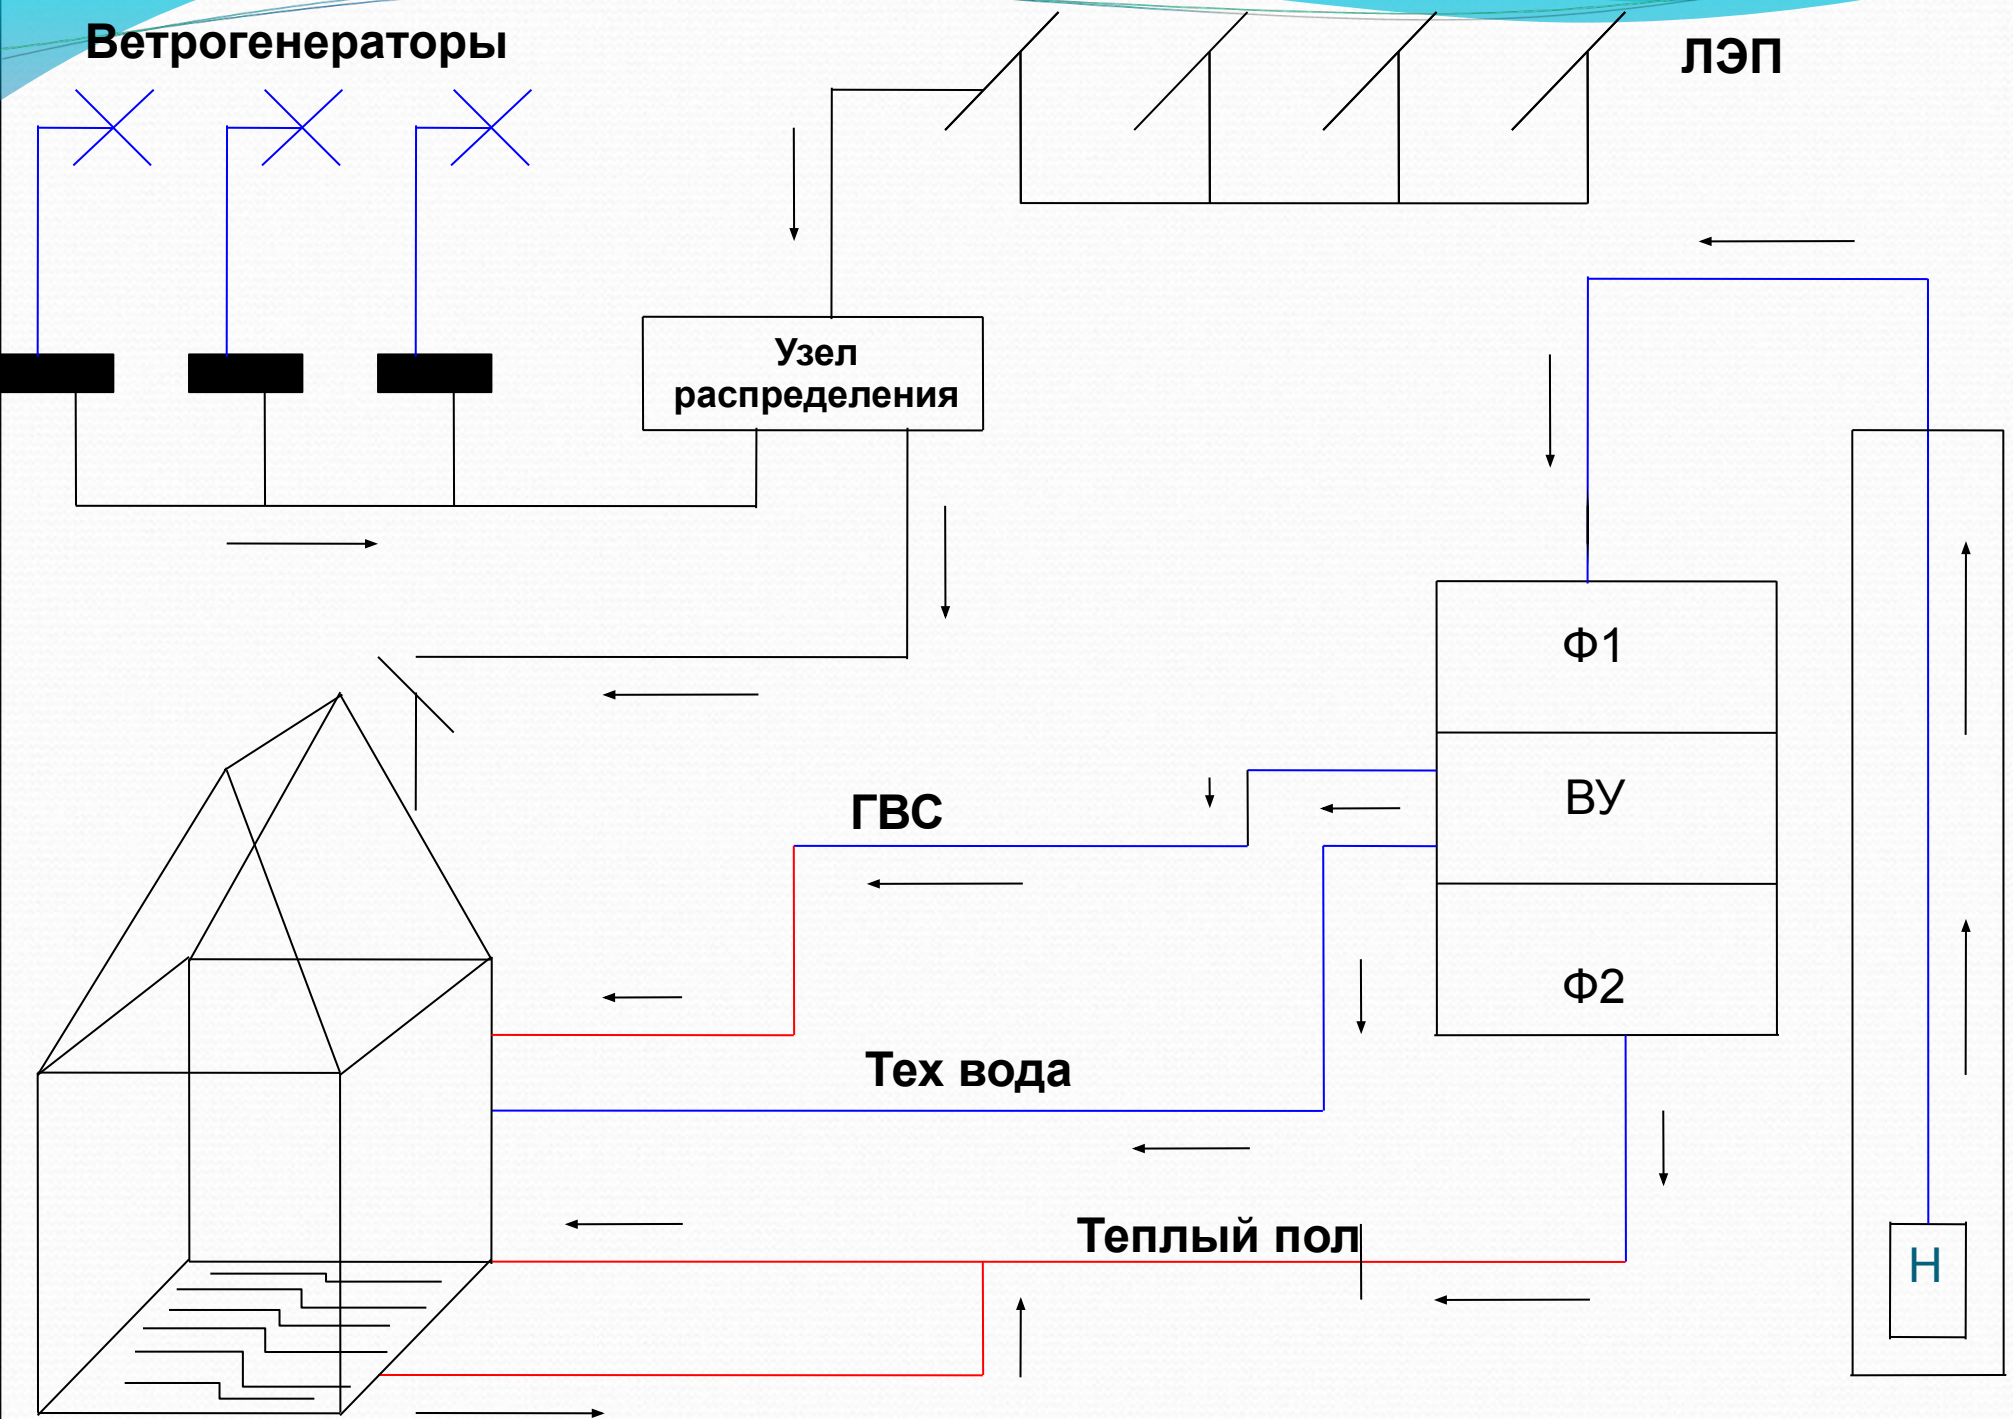 Ветрогенераторы
ЛЭП
Узел
распределения
Ф1
ВУ
ГВС
Ф2
Тех вода
Теплый пол
Н